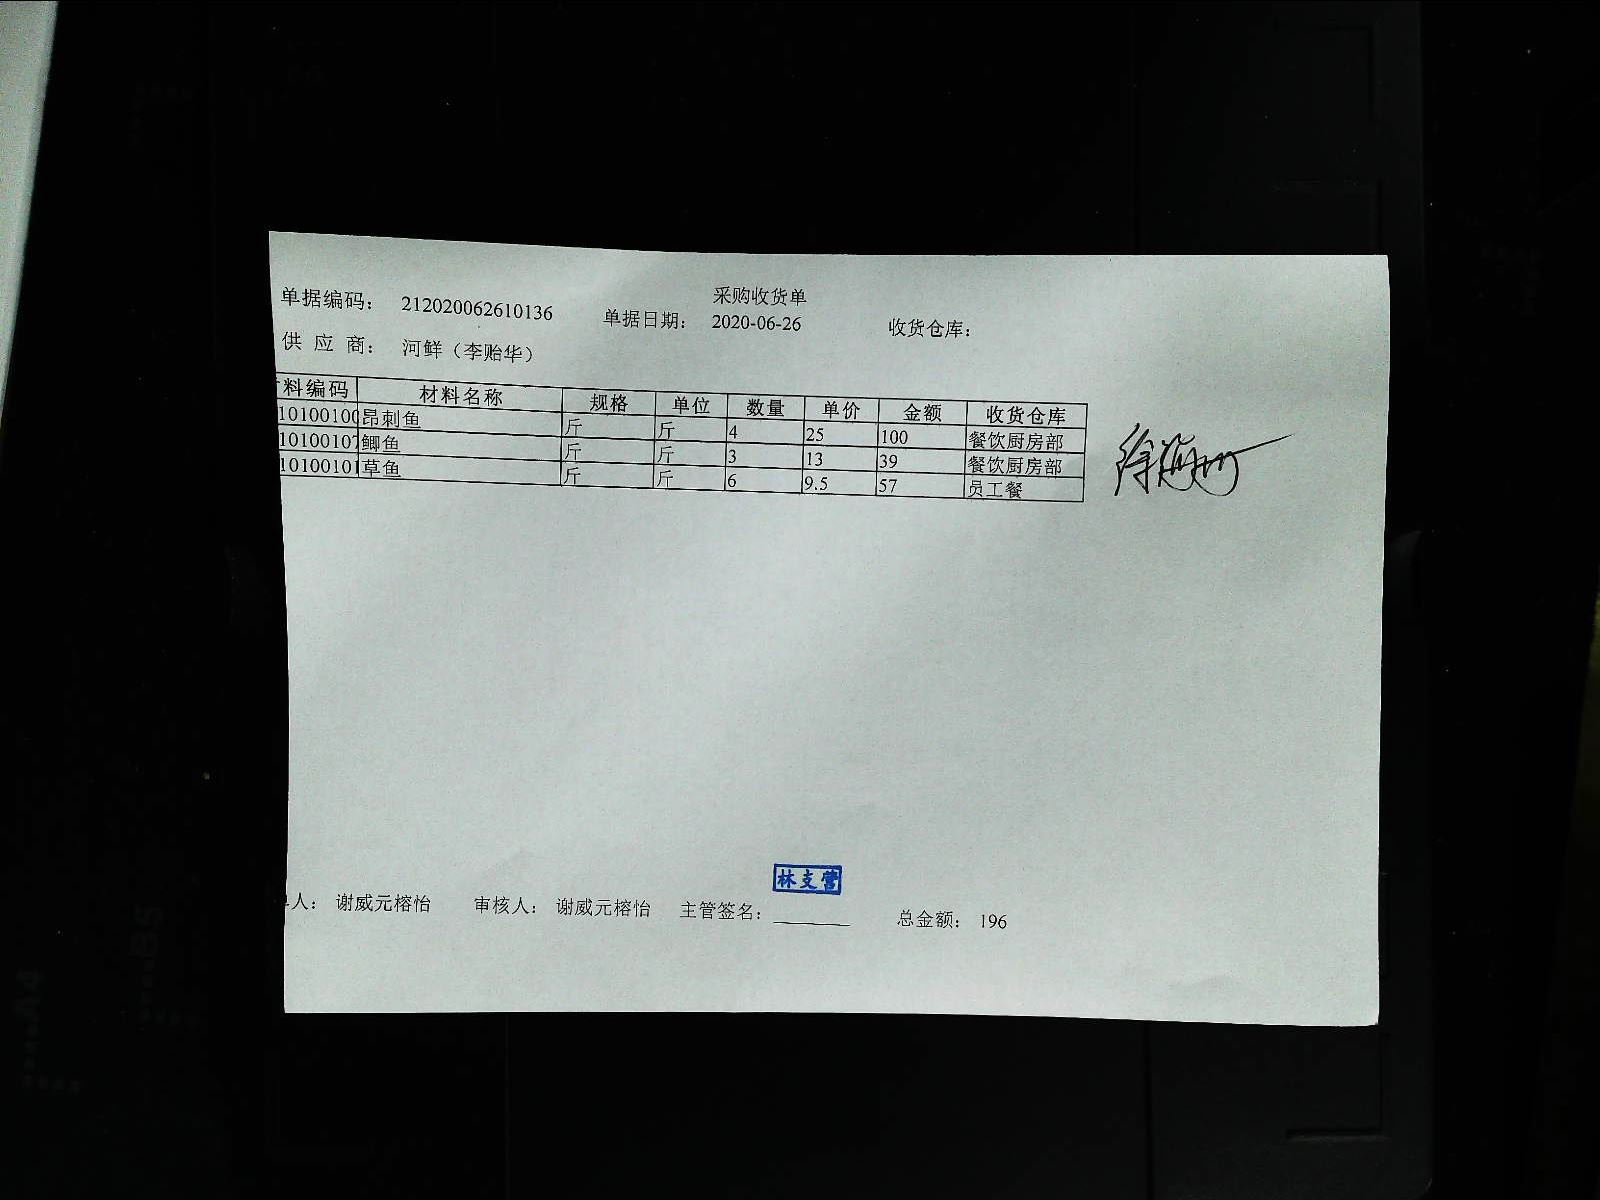 采购收货单
单据编码： 212020062610136 单据日期： 2020-06-26 收货仓库：
供 应 商： 河鲜（李贻华）
料编码 材料名称 规格 单位 数量 单价 金额 收货仓库
10100100 昂刺鱼 斤 斤 4 25 100 餐饮厨房部
10100107 鲫鱼 斤 斤 3 13 39 餐饮厨房部
10100101 草鱼 斤 斤 6 9.5 57 员工餐
林支营
人： 谢威元榕怡 审核人： 谢威元榕怡 主管签名： 总金额： 196